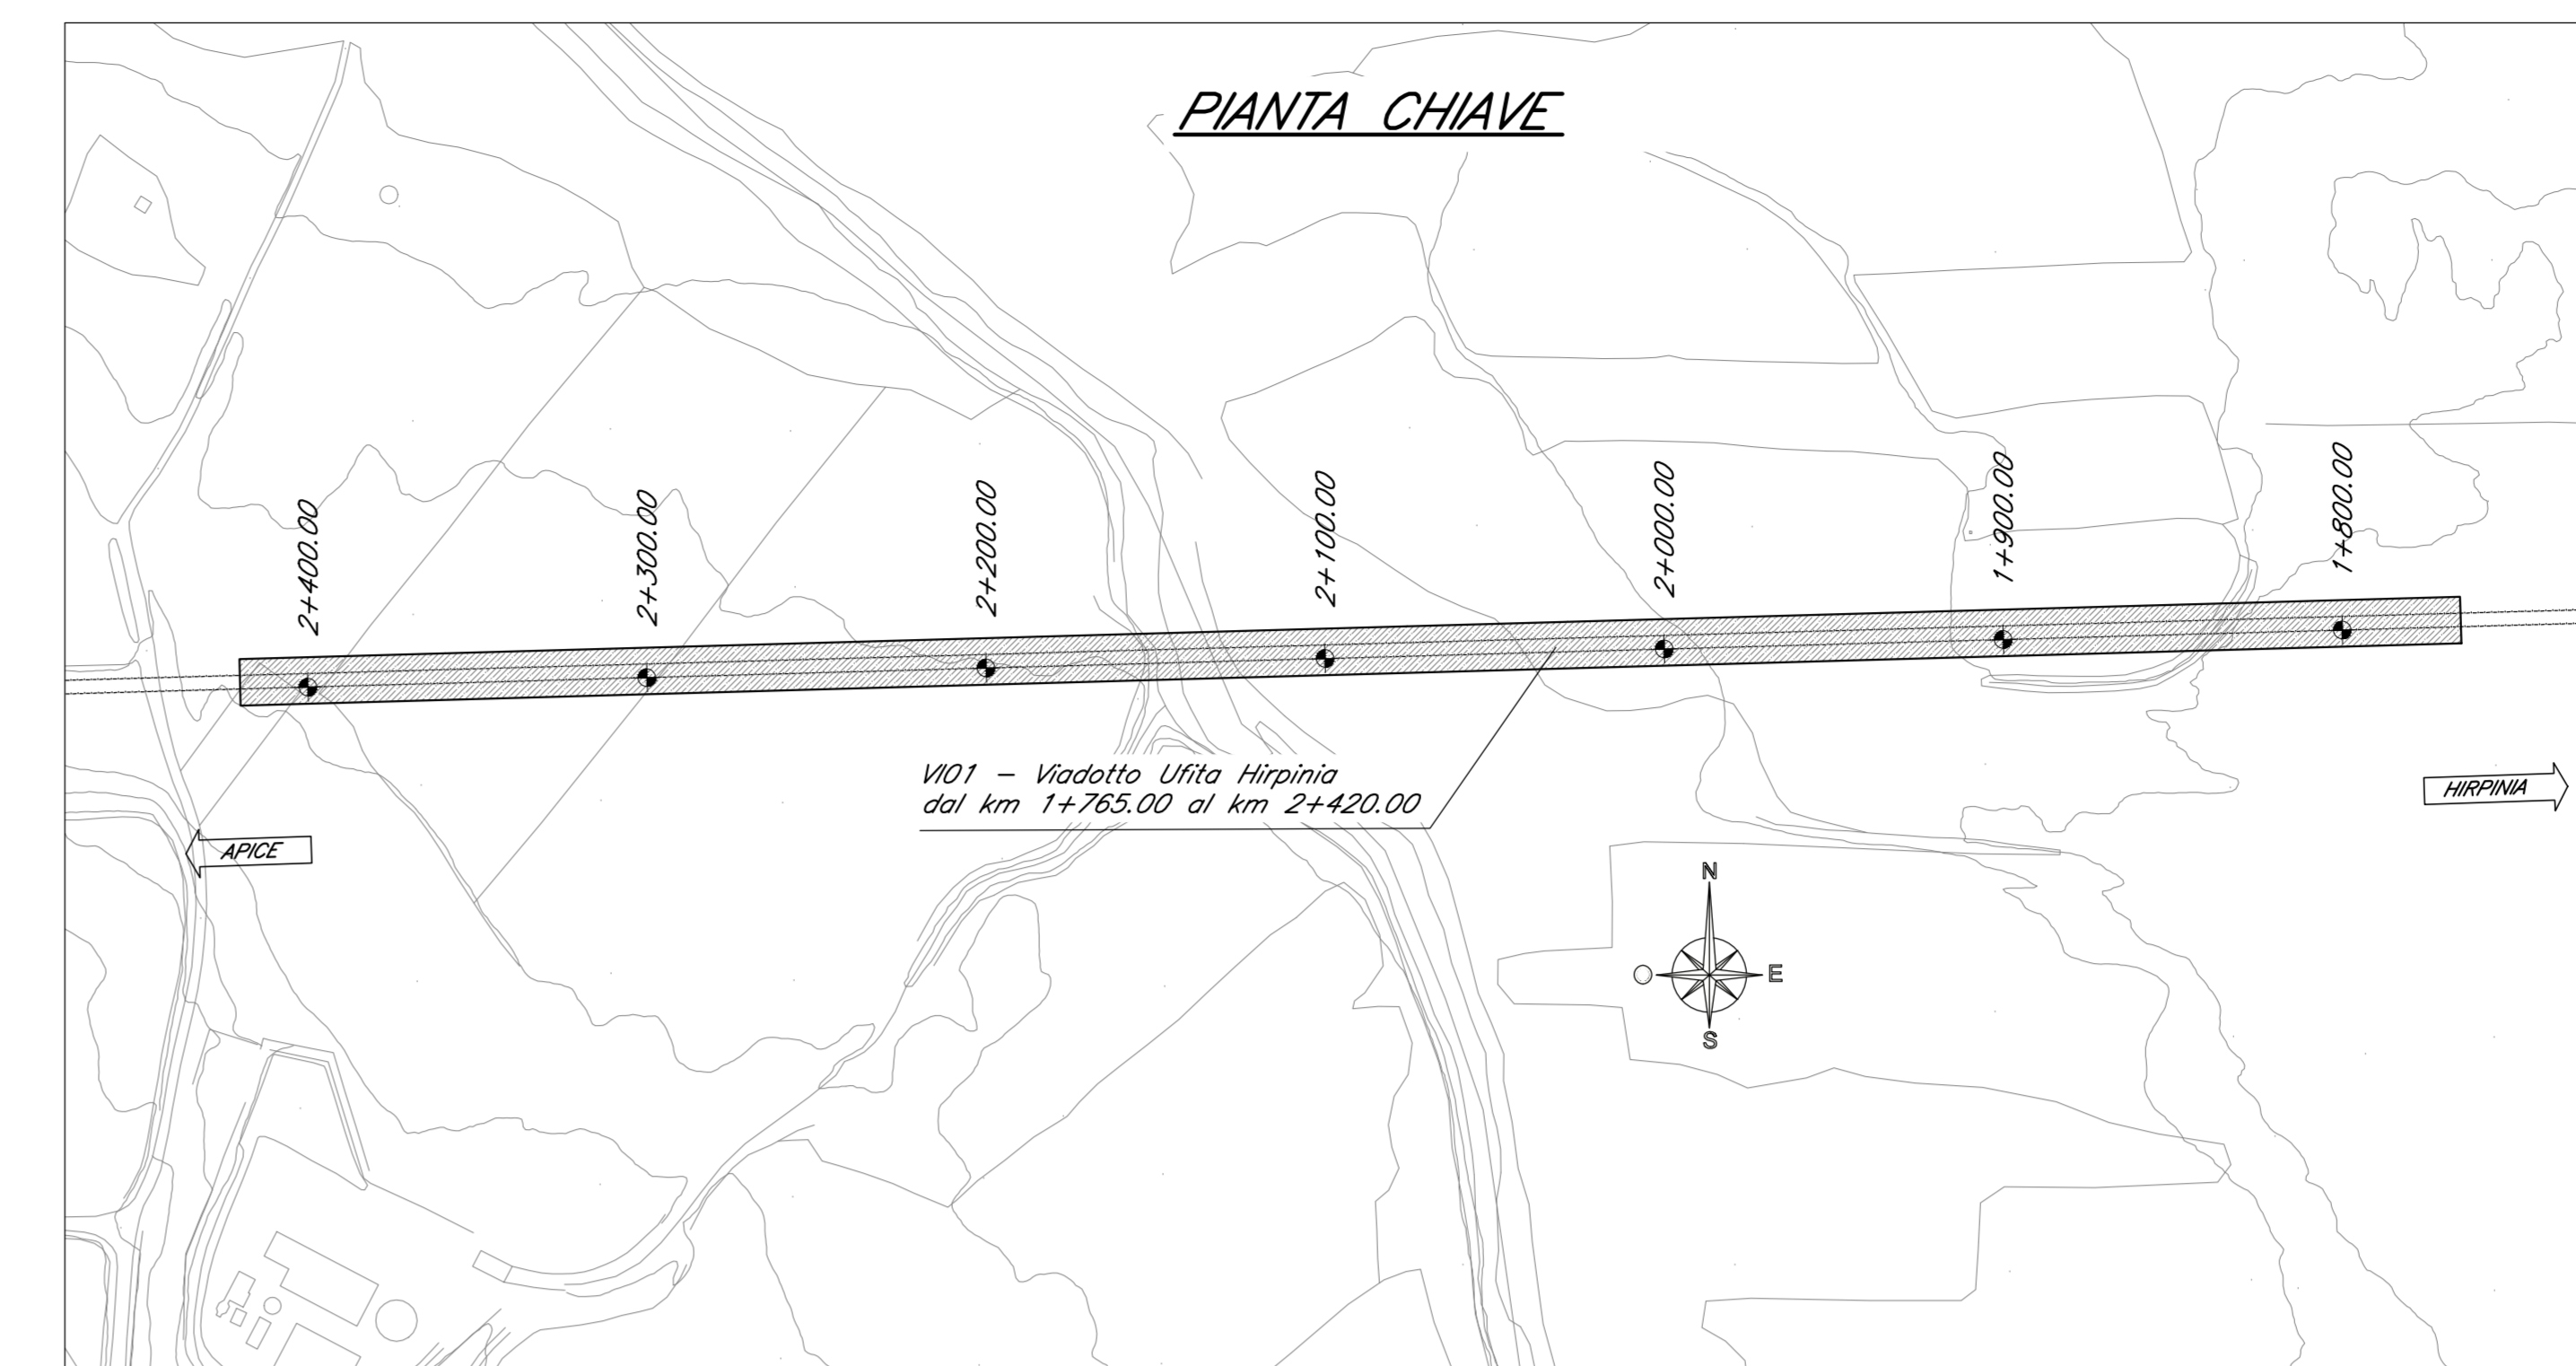 PIANTA CHIAVE
2+400.00
2+300.00
2+200.00
2+100.00
2+000.00
1+900.00
1+800.00
VI01 – Viadotto Ufita Hirpinia
dal km 1+765.00 al km 2+420.00
HIRPINIA
APICE
N
O
E
S